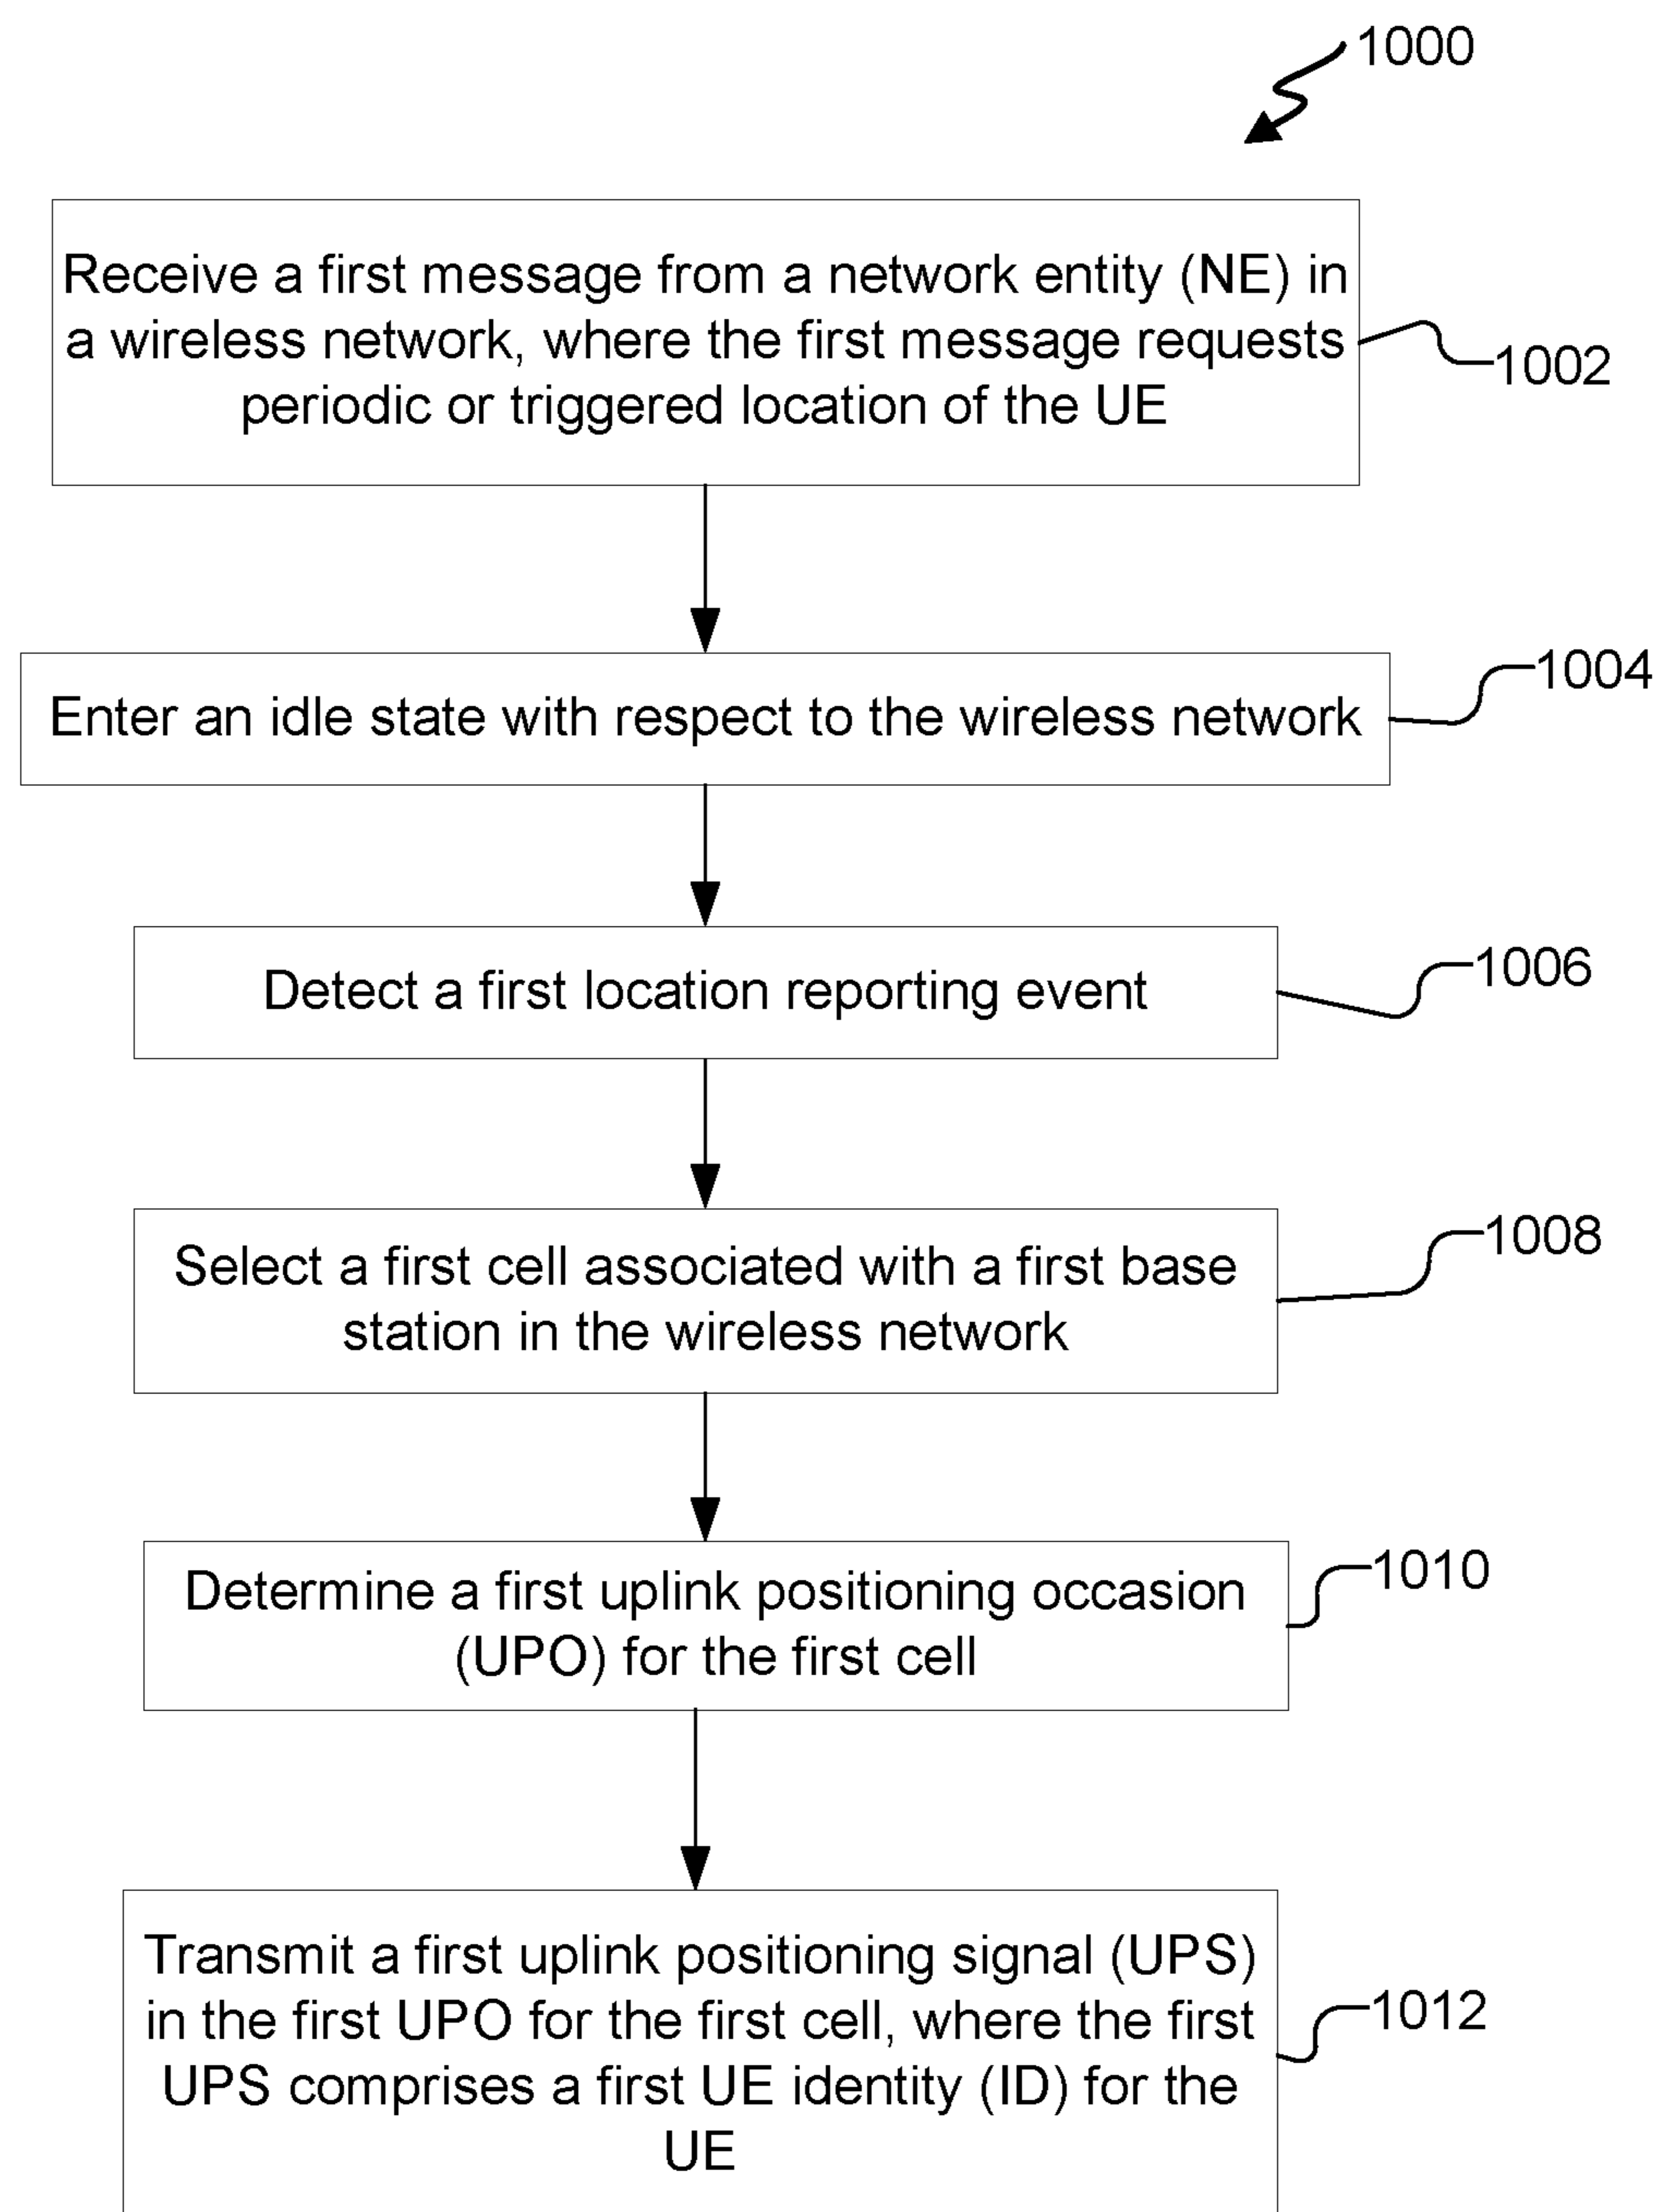 1000
Receive a first message from a network entity (NE) in
a wireless network, where the first message requests
periodic or triggered location of the UE
1002
Enter an idle state with respect to the wireless network
1004
Detect a first location reporting event
1006
Select a first cell associated with a first base
station in the wireless network
1008
Determine a first uplink positioning occasion
(UPO) for the first cell
1010
Transmit a first uplink positioning signal (UPS)
in the first UPO for the first cell, where the first
UPS comprises a first UE identity (ID) for the
UE
1012